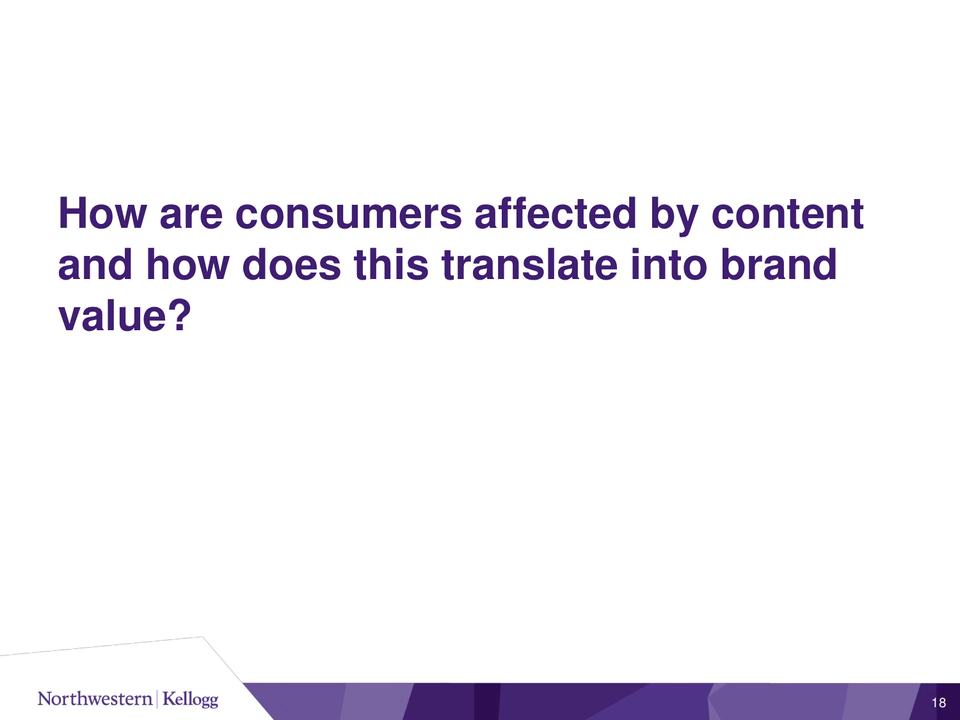 How are consumers affected by content
and how does this translate into brand
value?
Northwestern | Kellogg
18